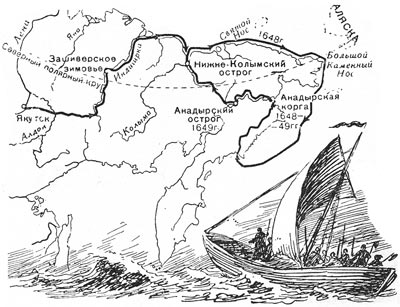 Лена
Яна
Индигирка
Святой
Нос
1648г.
АЛЯСКА
Зашиверское
зимовье
Северный полярный круг
Нижне-Колымский
острог
Большой
Каменный
Нос
Якутск
Алдан
Колыма
Анадырский
острог
1649г.
Анадырская
корга
1648-
49гг